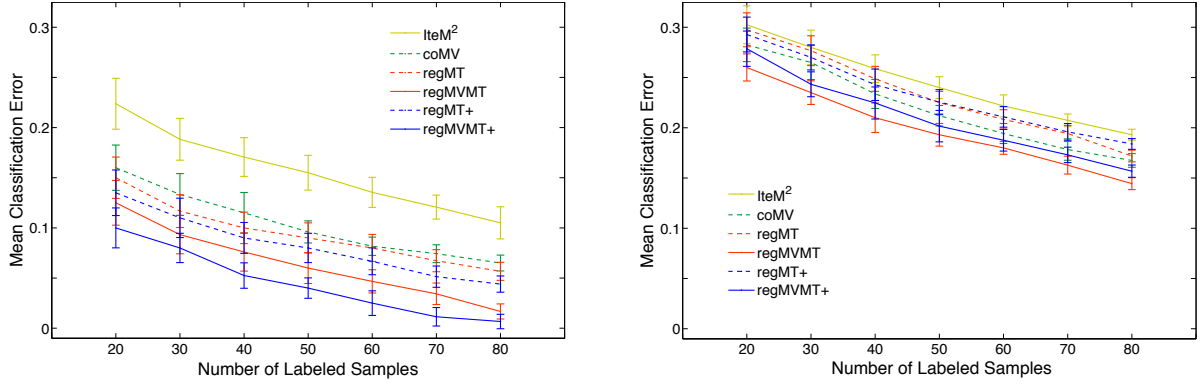 0.3
0.2
0.1
0
Mean Classification Error
IteM²
coMV
regMT
regMVMT
regMT+
regMVMT+
20 30 40 50 60 70 80
Number of Labeled Samples
0.3
0.2
0.1
0
Mean Classification Error
IteM²
coMV
regMT
regMVMT
regMT+
regMVMT+
20 30 40 50 60 70 80
Number of Labeled Samples